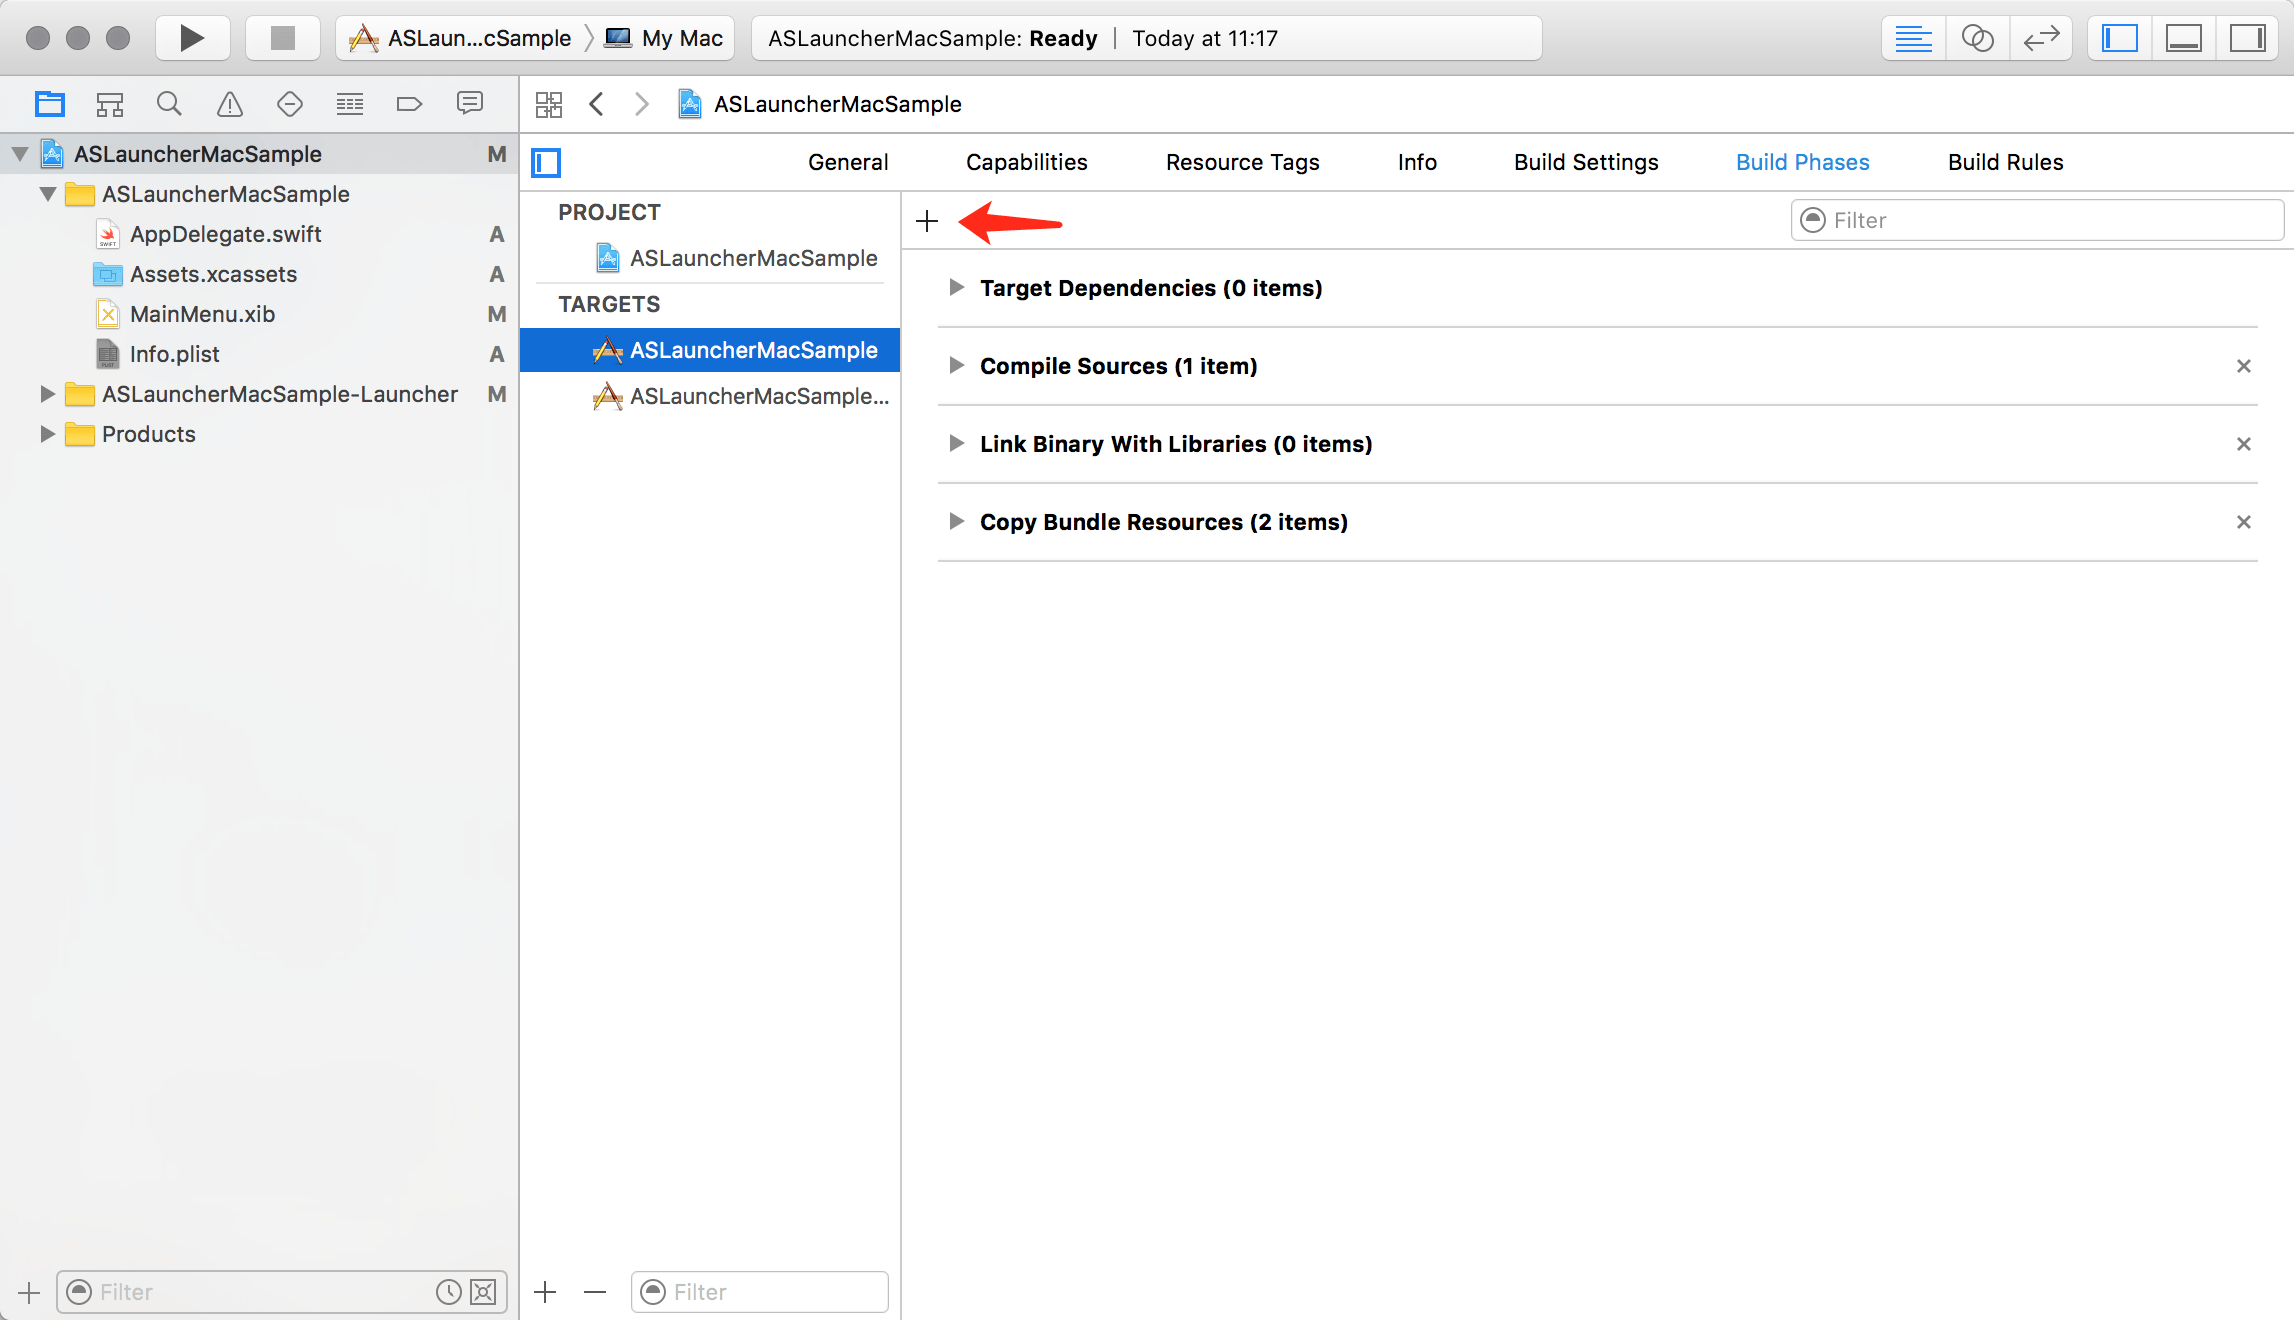 ASLaun...cSample
My Mac
ASLauncherMacSample: Ready | Today at 11:17
ASLauncherMacSample
ASLauncherMacSample M
ASLauncherMacSample
AppDelegate.swift A
Assets.xcassets A
MainMenu.xib M
Info.plist A
ASLauncherMacSample-Launcher M
Products
Filter
General
Capabilities
Resource Tags
Info
Build Settings
Build Phases
Build Rules
PROJECT
ASLauncherMacSample
TARGETS
ASLauncherMacSample
ASLauncherMacSample...
Filter
Filter
Target Dependencies (0 items)
Compile Sources (1 item)
Link Binary With Libraries (0 items)
Copy Bundle Resources (2 items)